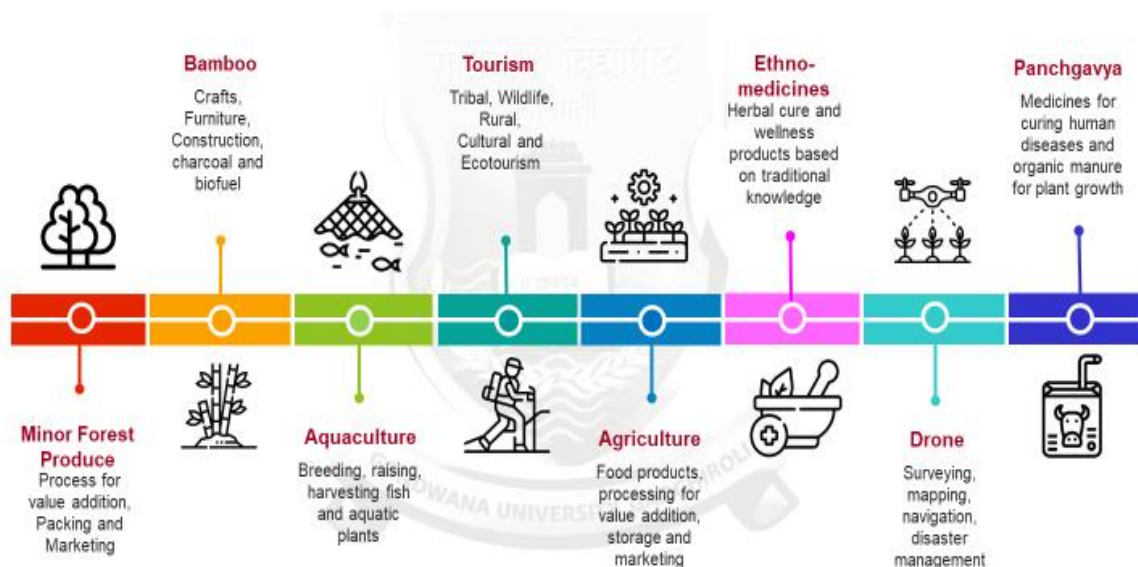 Bamboo
Crafts,
Furniture,
Construction,
charcoal and
biofuel
Tourism
Tribal, Wildlife,
Rural,
Cultural and
Ecotourism
Ethno-
medicines
Herbal cure and
wellness
products based
on traditional
knowledge
Panchgavya
Medicines for
curing human
diseases and
organic manure
for plant growth
Minor Forest
Produce
Process for
value addition,
Packing and
Marketing
Aquaculture
Breeding, raising,
harvesting fish
and aquatic
plants
Agriculture
Food products,
processing for
value addition,
storage and
marketing
Drone
Surveying,
mapping,
navigation,
disaster
management
GONDWANA UNIVERSITY